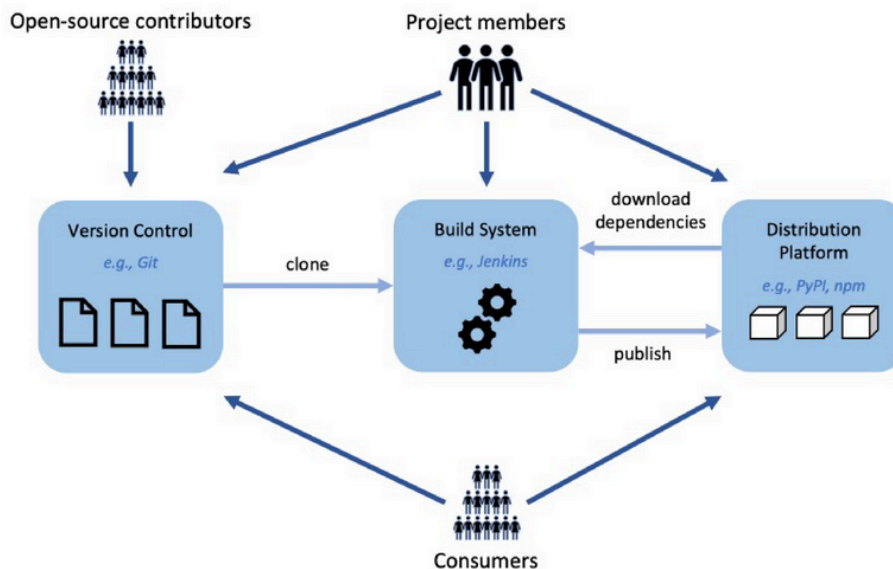 Open-source contributors
Project members
Version Control
e.g., Git
clone
Build System
e.g., Jenkins
download
dependencies
publish
Distribution
Platform
e.g., PyPI, npm
Consumers